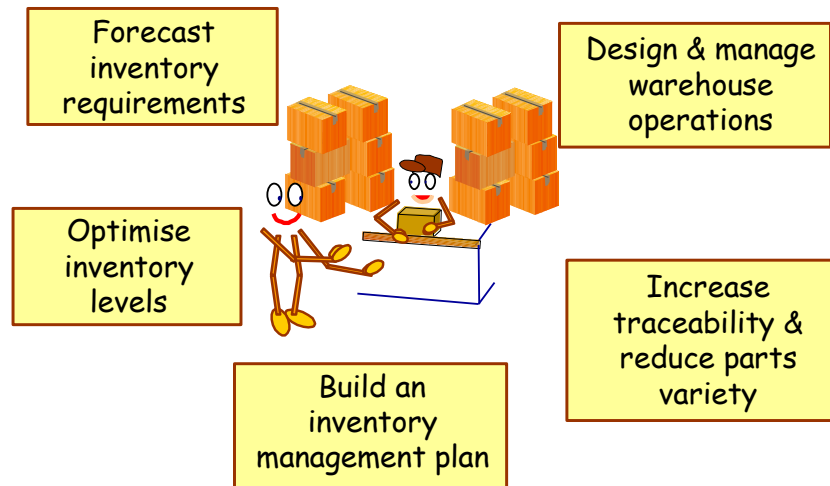 Forecast
inventory
requirements
Design & manage
warehouse
operations
Optimise
inventory
levels
Increase
traceability &
reduce parts
variety
Build an
inventory
management plan